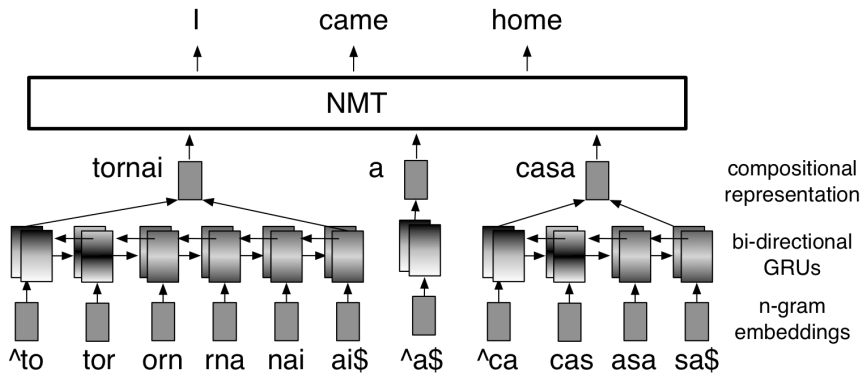 I came home
NMT
tornai a casa
compositional
representation
bi-directional
GRUs
n-gram
embeddings
^to tor orn rna nai ai$ ^a$ ^ca cas asa sa$